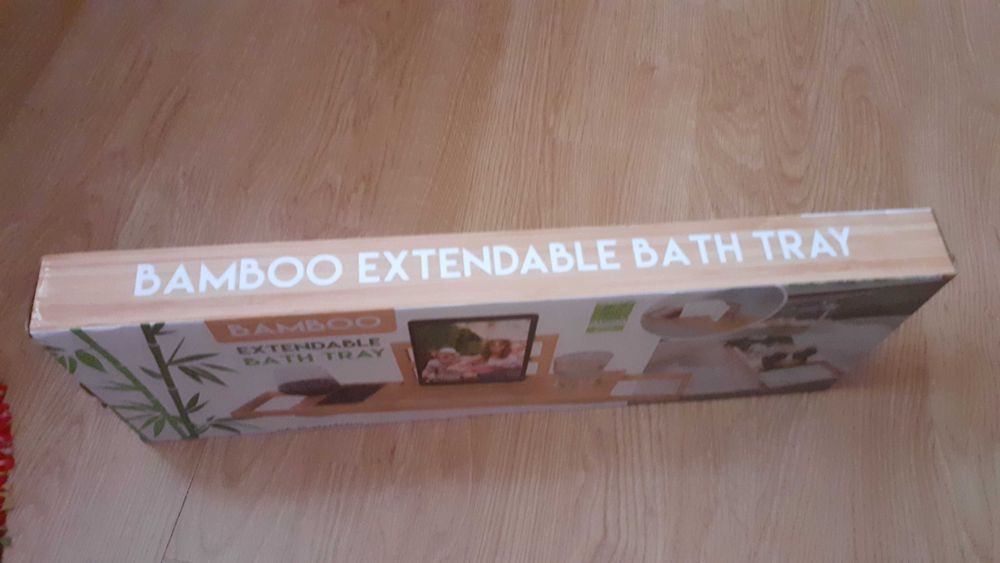 BAMBOO EXTENDABLE BATH TRAY
BAMBOO
EXTENDABLE
BATH TRAY